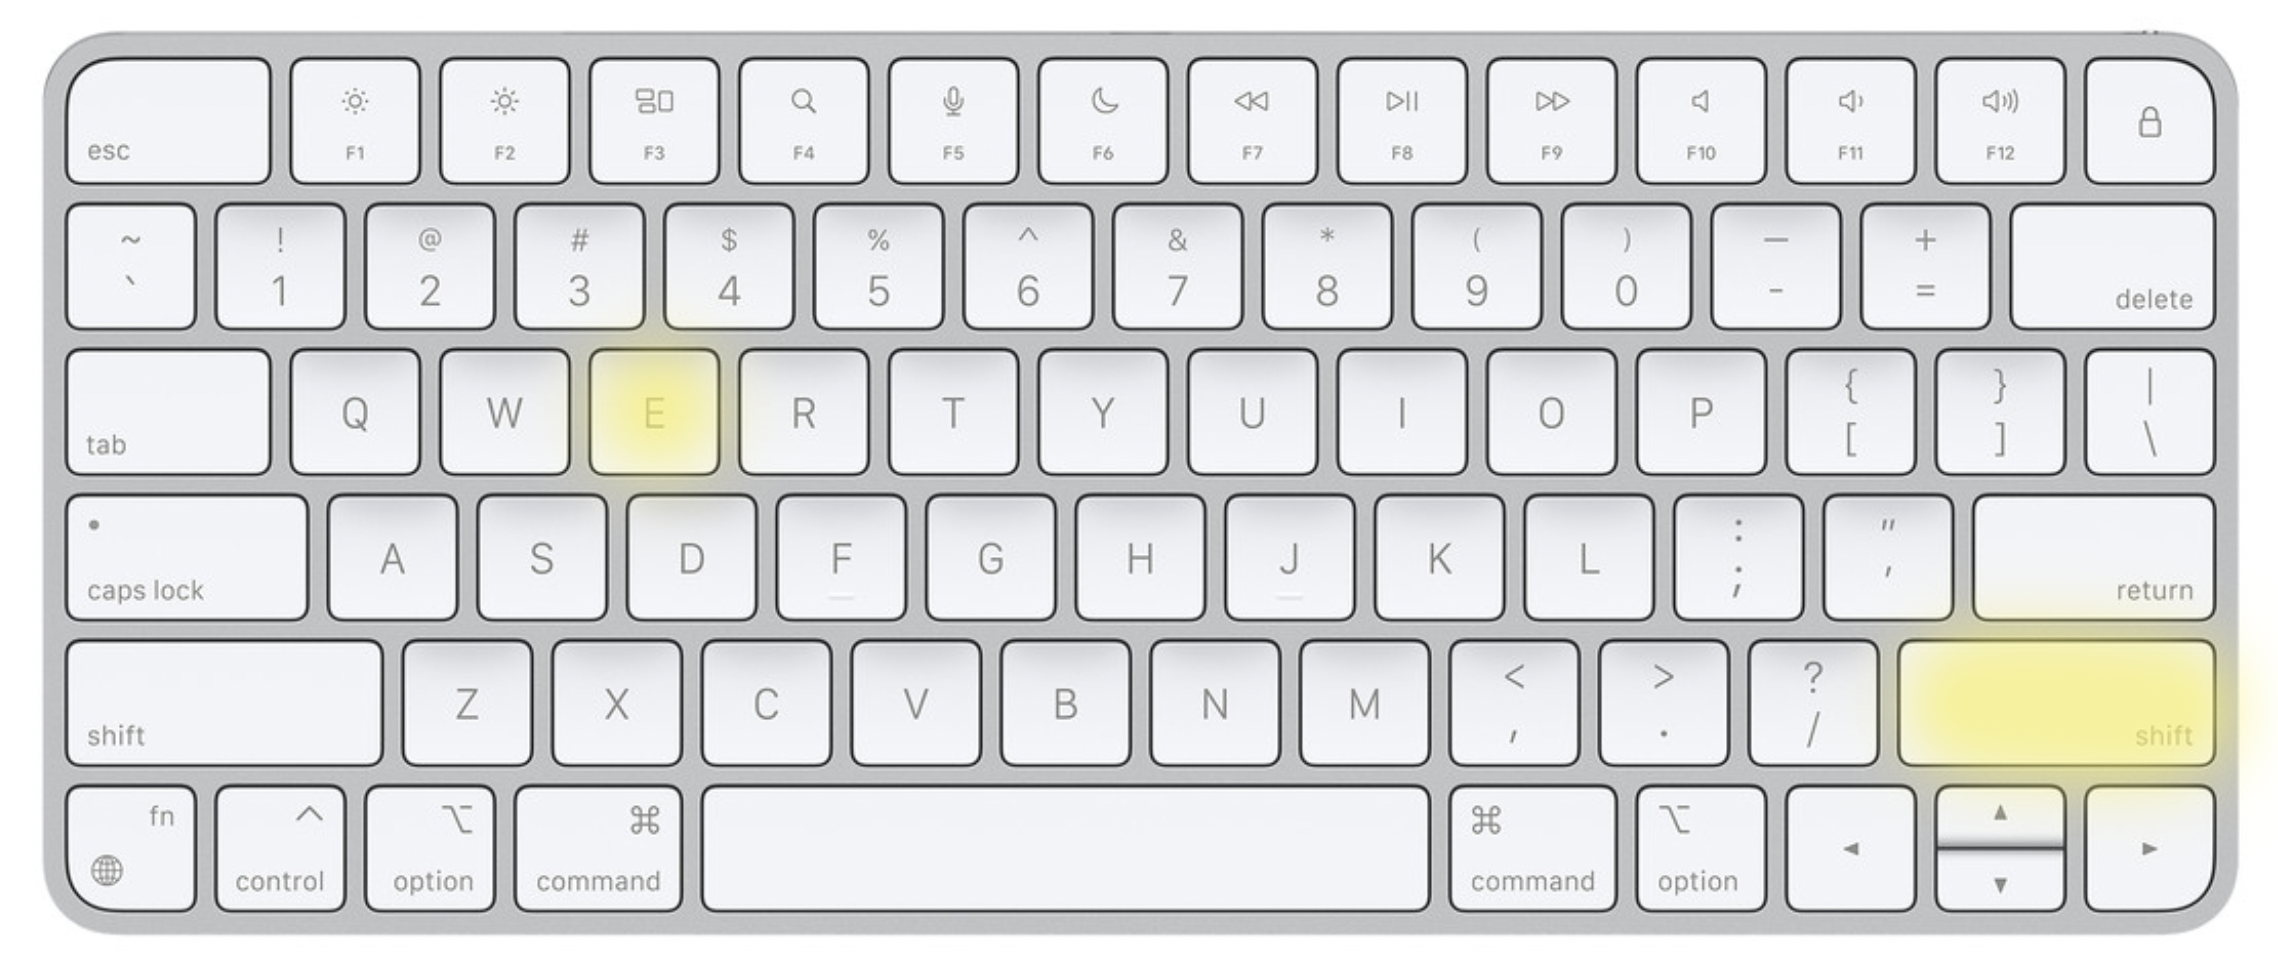 esc F1 F2 F3 F4 F5 F6 F7 F8 F9 F10 F11 F12
~ ! @ # $ % ^ & * ( ) — +
` 1 2 3 4 5 6 7 8 9 0 - = delete
tab Q W E R T Y U I O P { } |
[ ] \
caps lock A S D F G H J K L : "
; ' return
shift Z X C V B N M < > ?
, . / shift
fn ^ ⌥ ⌘ ⌘ ⌥
control option command command option